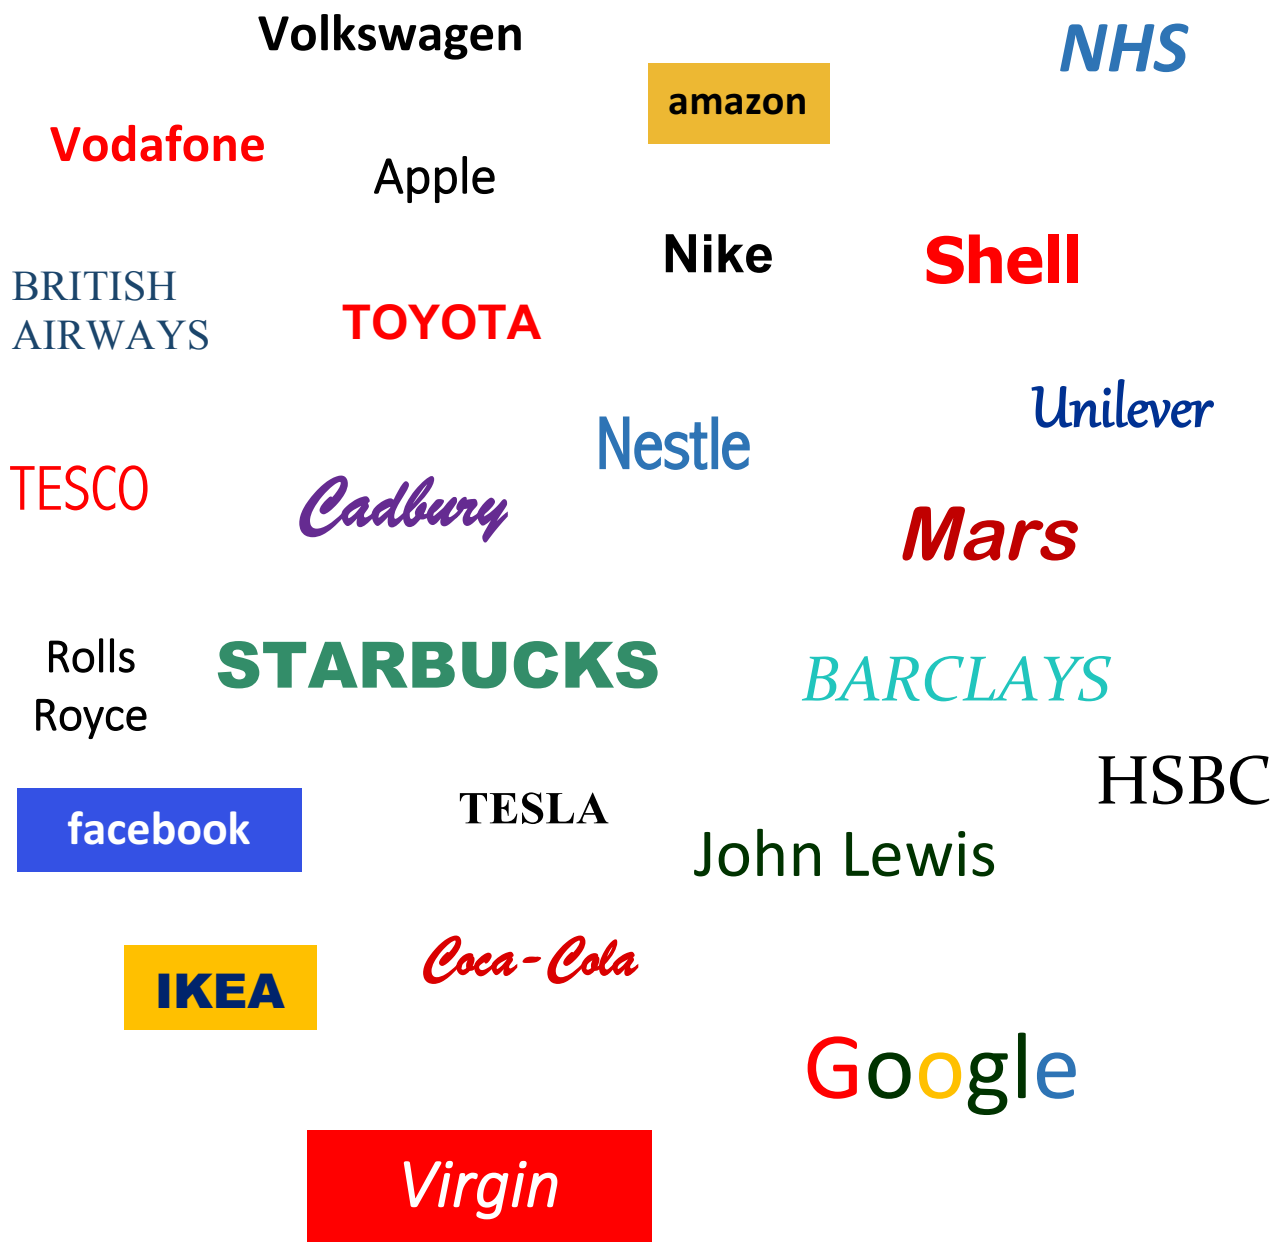 Volkswagen
NHS
amazon
Vodafone
Apple
Nike
Shell
BRITISH
AIRWAYS
TOYOTA
Unilever
Nestle
TESCO
Cadbury
Mars
Rolls
Royce
STARBUCKS
BARCLAYS
HSBC
facebook
TESLA
John Lewis
IKEA
Coca-Cola
Google
Virgin